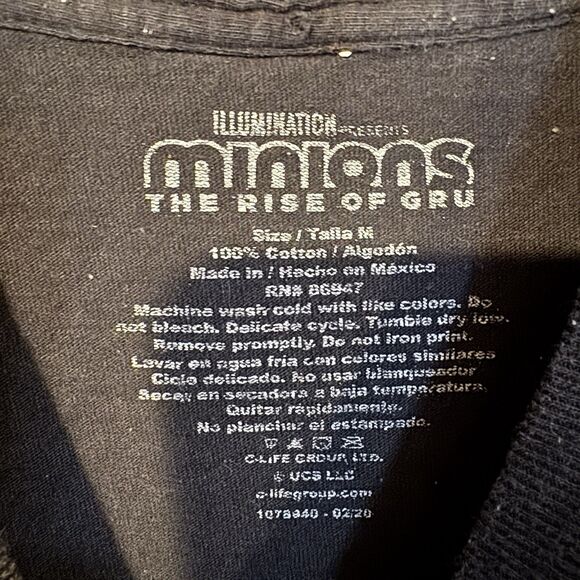 ILLUMINATION PRESENTS
minions
THE RISE OF GRU
Size / Talla M
100% Cotton / Algodón
Made in / Hecho en México
RN# 86947
Machine wash cold with like colors. Do
not bleach. Delicate cycle. Tumble dry low.
Remove promptly. Do not iron print.
Lavar en agua fria con colores similares
Ciclo delicado. No usar blanqueador
Secar en secadora a baja temperatura.
Quitar rápidamente.
No planchar el estampado.
C-LIFE GROUP, LTD.
© UCS LLC
c-lifegroup.com
1078940 - 02/20